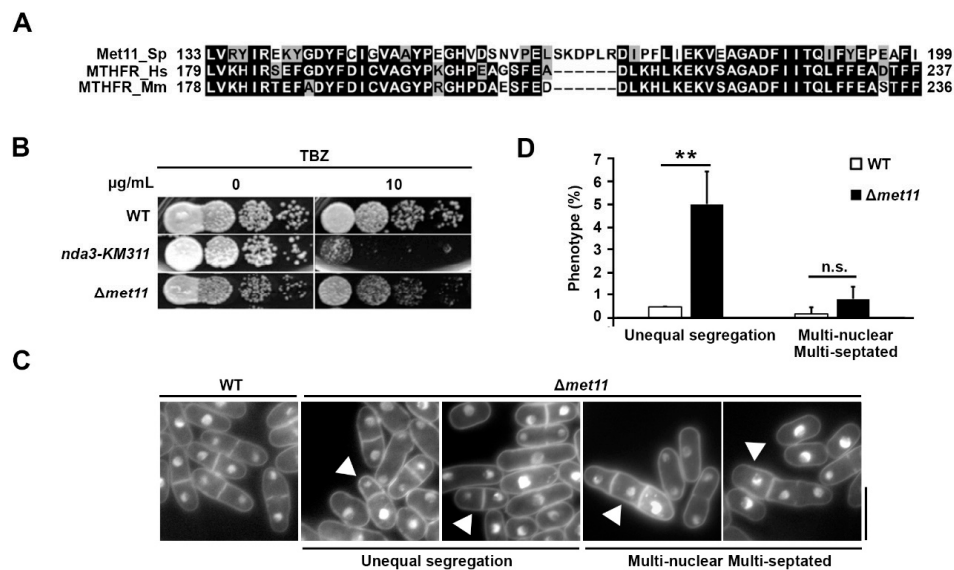 A
Met11_Sp 133 LVRYIREKYGDYFCIGVAAYPEGHVDSNVPELSKDPLRDIPFLIEKVEAGADFIITQIFYEPEAFI 199
MTHFR_Hs 179 LVKHIRSEFGDYFDICVAGYPKGHPEAGSFEA------DLKHLKEKVSAGADFIITQLFFEADTFF 237
MTHFR_Mm 178 LVKHIRTEFADYFDICVAGYPRGHPDAESFED------DLKHLKEKVSAGADFIITQLFFEASTFF 236
B
TBZ
µg/mL 0 10
WT
nda3-KM311
Δmet11
D
Phenotype (%)
7
6
5
4
3
2
1
0
**
n.s.
WT
Δmet11
Unequal segregation
Multi-nuclear
Multi-septated
C
WT Δmet11
Unequal segregation Multi-nuclear Multi-septated